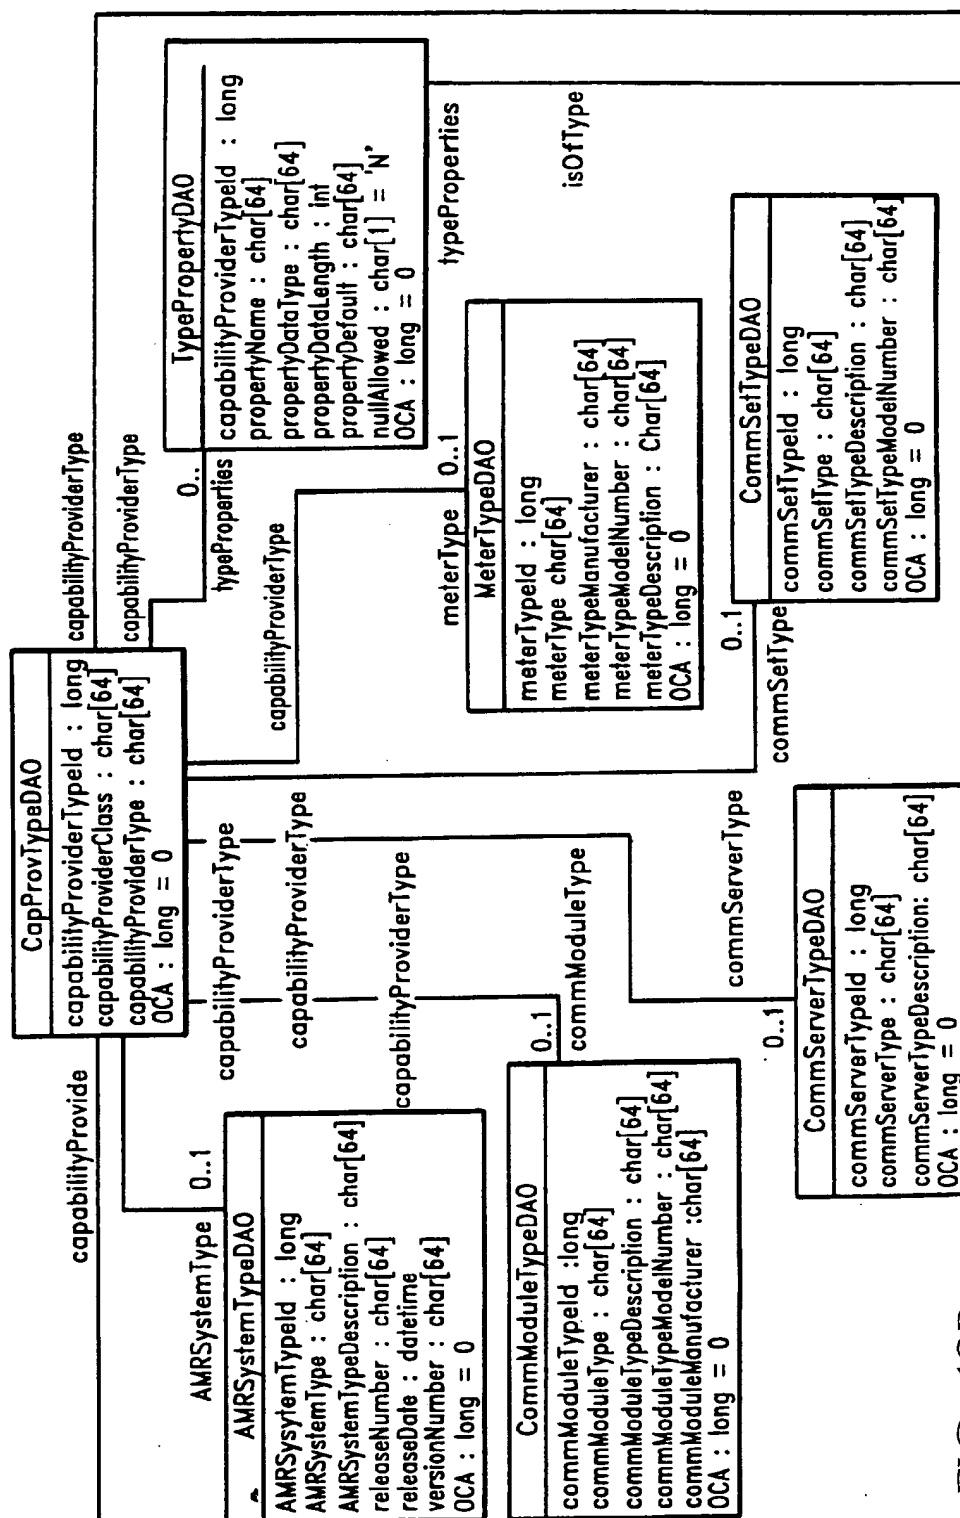 capabilityProvide
CapProvTypeDAO
capabilityProviderTypeId : long
capabilityProviderClass : char[64]
capabilityProviderType : char[64]
OCA : long = 0
capabilityProviderType
capabilityProviderType
typeProperties
0..
TypePropertyDAO
capabilityProviderTypeId : long
propertyName : char[64]
propertyDataType : char[64]
propertyDataLength : int
propertyDefault : char[64]
nullAllowed : char[1] = 'N'
OCA : long = 0
typeProperties
isOfType
AMRSystemType
0..1
AMRSystemTypeDAO
AMRSysytemTypeId : long
AMRSystemType : char[64]
AMRSystemTypeDescription : char[64]
releaseNumber : char[64]
releaseDate : datetime
versionNumber : char[64]
OCA : long = 0
capabilityProviderType
capabilityProviderType
capabilityProviderType
capabilityProviderType
meterType
0..1
MeterTypeDAO
meterTypeId : long
meterType char[64]
meterTypeManufacturer : char[64]
meterTypeModelNumber : char[64]
meterTypeDescription : Char[64]
OCA : long = 0
0..1
commModuleType
CommModuleTypeDAO
commModuleTypeId :long
commModuleType : char[64]
commModuleTypeDescription : char[64]
commModuleTypeModelNumber : char[64]
commModuleManufacturer :char[64]
OCA : long = 0
commServerType
0..1
CommServerTypeDAO
commServerTypeId : long
commServerType : char[64]
commServerTypeDescription: char[64]
OCA : long = 0
0..1
commSetType
CommSetTypeDAO
commSetTypeId : long
commSetType : char[64]
commSetTypeDescription : char[64]
commSetTypeModelNumber : char[64]
OCA : long = 0